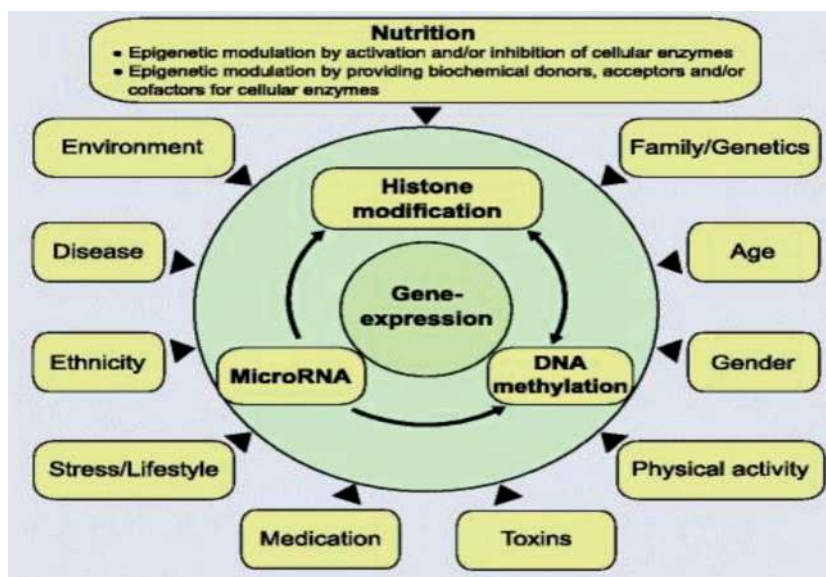 Nutrition
• Epigenetic modulation by activation and/or inhibition of cellular enzymes
• Epigenetic modulation by providing biochemical donors, acceptors and/or
cofactors for cellular enzymes
Environment
Family/Genetics
Histone
modification
Disease
Age
Gene-
expression
Ethnicity
MicroRNA
DNA
methylation
Gender
Stress/Lifestyle
Physical activity
Medication
Toxins